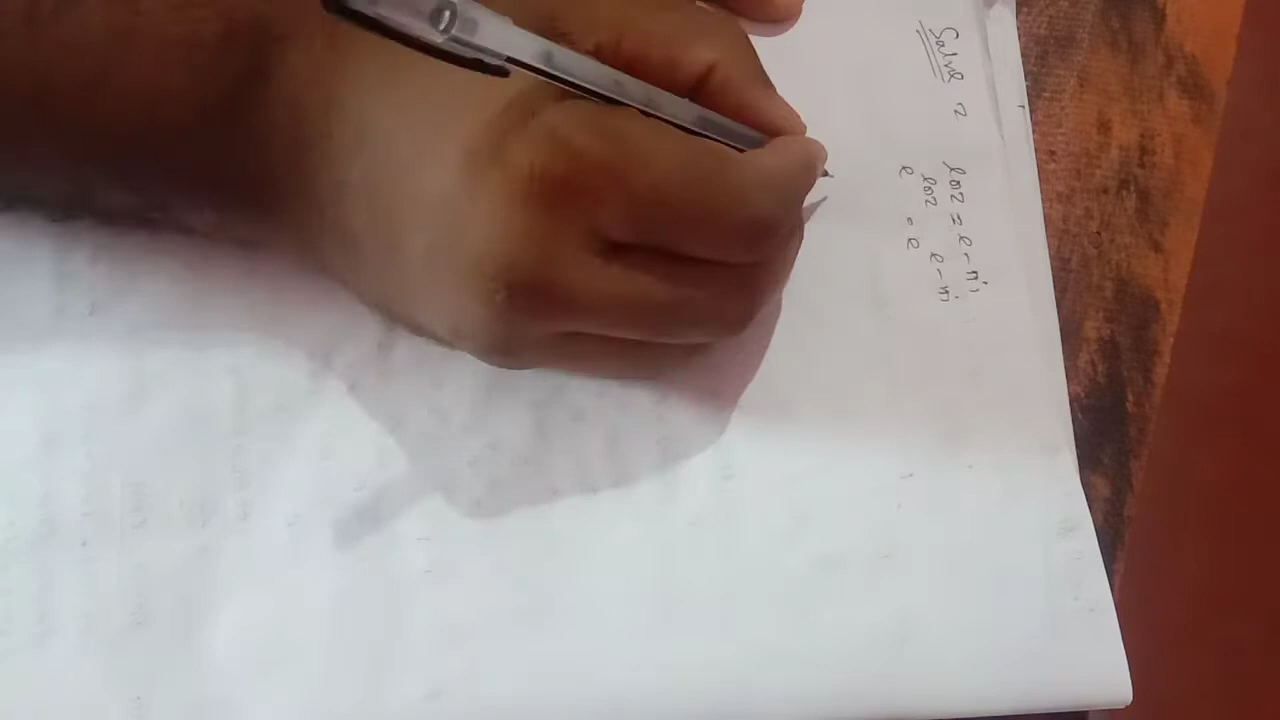 Solve z
log z = e - πi
e^log z = e^e - πi